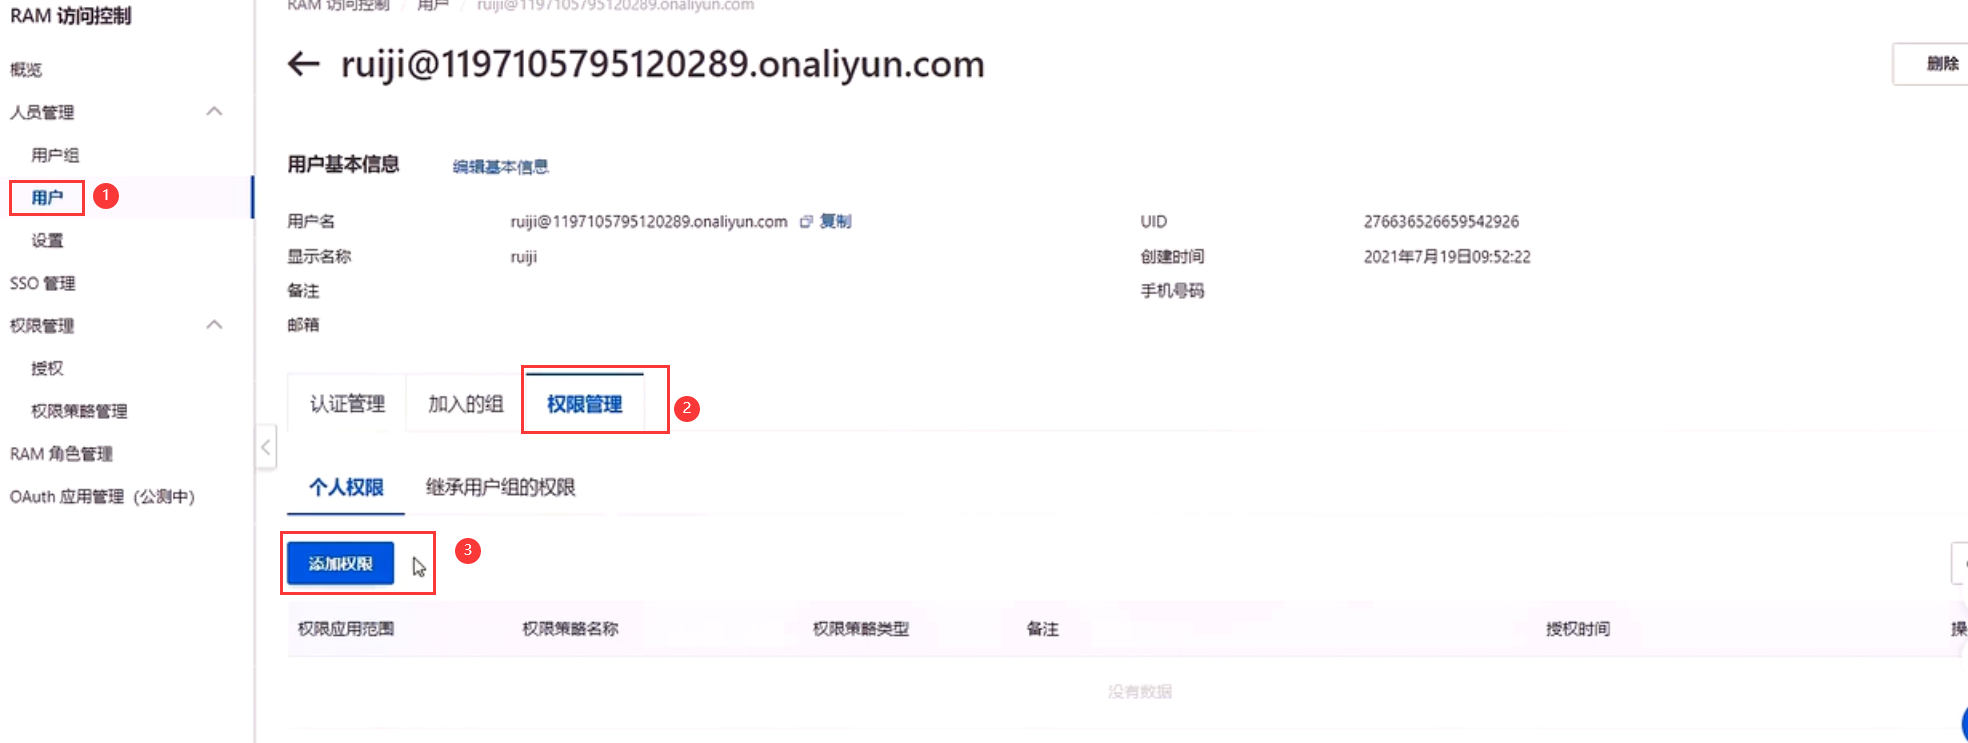 RAM 访问控制
概览
人员管理
用户组
用户
1
设置
SSO 管理
权限管理
授权
权限策略管理
RAM 角色管理
OAuth 应用管理（公测中）
RAM 访问控制 / 用户 / ruiji@1197105795120289.onaliyun.com
ruiji@1197105795120289.onaliyun.com
删除
用户基本信息 编辑基本信息
用户名 ruiji@1197105795120289.onaliyun.com 复制 UID 276636526659542926
显示名称 ruiji 创建时间 2021年7月19日09:52:22
备注 手机号码
邮箱
认证管理 加入的组 权限管理 2
个人权限 继承用户组的权限
添加权限 3
权限应用范围 权限策略名称 权限策略类型 备注 授权时间 操
没有数据